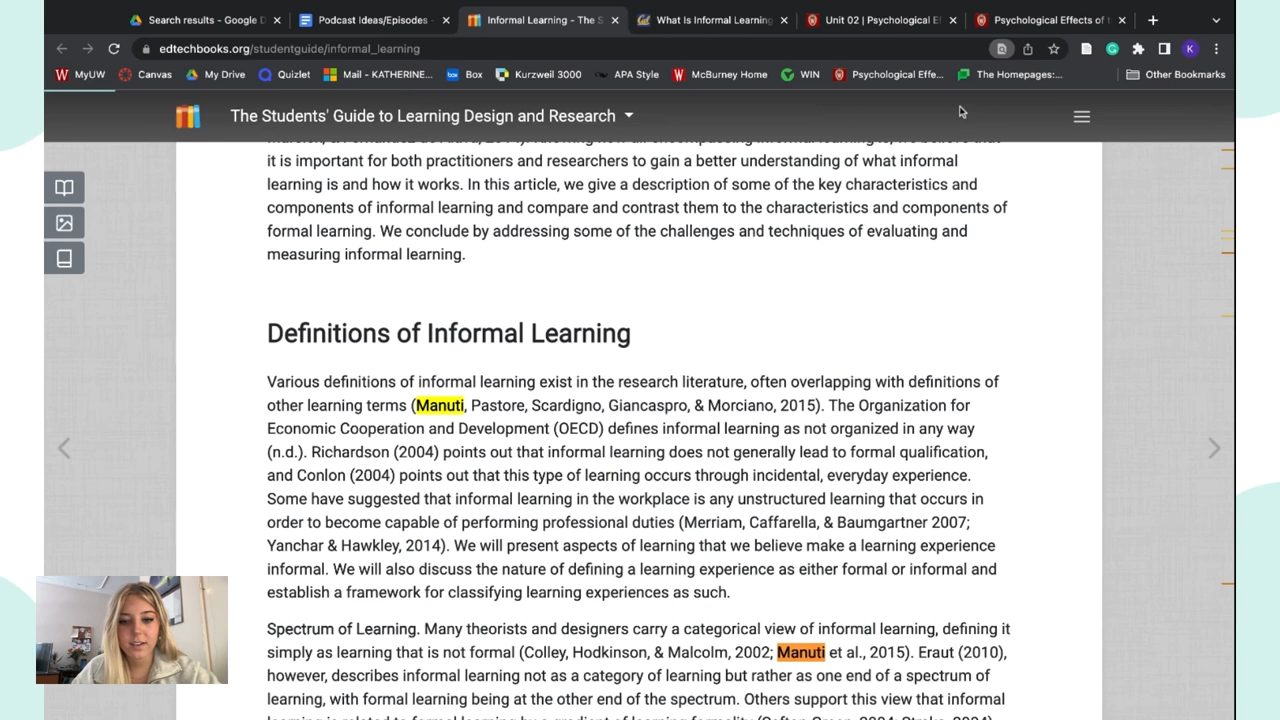 Search results - Google D
Podcast Ideas/Episodes -
Informal Learning - The S
What Is Informal Learning
Unit 02 | Psychological Ef
Psychological Effects of t
edtechbooks.org/studentguide/informal_learning
K
MyUW
Canvas
My Drive
Quizlet
Mail - KATHERINE...
Box
Kurzweil 3000
APA Style
McBurney Home
WIN
Psychological Effe...
The Homepages:...
Other Bookmarks
The Students' Guide to Learning Design and Research
it is important for both practitioners and researchers to gain a better understanding of what informal
learning is and how it works. In this article, we give a description of some of the key characteristics and
components of informal learning and compare and contrast them to the characteristics and components of
formal learning. We conclude by addressing some of the challenges and techniques of evaluating and
measuring informal learning.
Definitions of Informal Learning
Various definitions of informal learning exist in the research literature, often overlapping with definitions of
other learning terms (Manuti, Pastore, Scardigno, Giancaspro, & Morciano, 2015). The Organization for
Economic Cooperation and Development (OECD) defines informal learning as not organized in any way
(n.d.). Richardson (2004) points out that informal learning does not generally lead to formal qualification,
and Conlon (2004) points out that this type of learning occurs through incidental, everyday experience.
Some have suggested that informal learning in the workplace is any unstructured learning that occurs in
order to become capable of performing professional duties (Merriam, Caffarella, & Baumgartner 2007;
Yanchar & Hawkley, 2014). We will present aspects of learning that we believe make a learning experience
informal. We will also discuss the nature of defining a learning experience as either formal or informal and
establish a framework for classifying learning experiences as such.
Spectrum of Learning. Many theorists and designers carry a categorical view of informal learning, defining it
simply as learning that is not formal (Colley, Hodkinson, & Malcolm, 2002; Manuti et al., 2015). Eraut (2010),
however, describes informal learning not as a category of learning but rather as one end of a spectrum of
learning, with formal learning being at the other end of the spectrum. Others support this view that informal